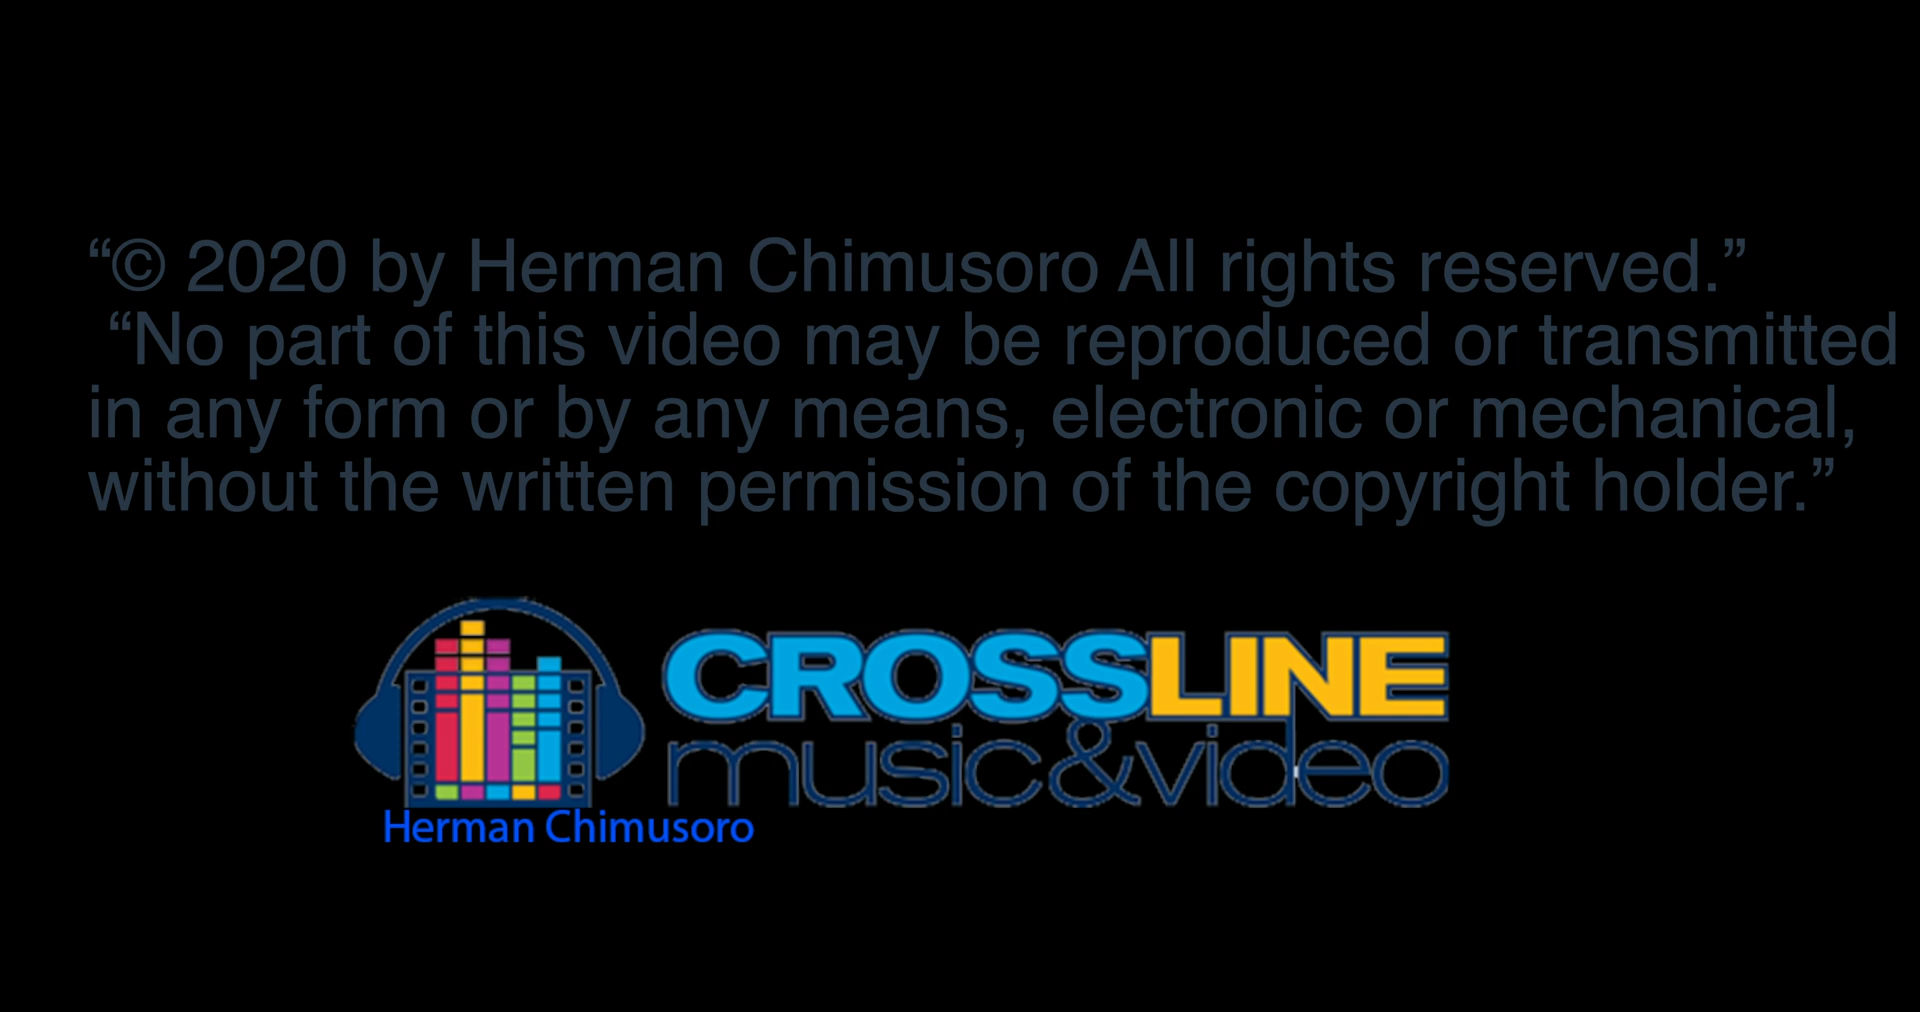 “© 2020 by Herman Chimusoro All rights reserved.”
“No part of this video may be reproduced or transmitted
in any form or by any means, electronic or mechanical,
without the written permission of the copyright holder.”
CROSSLINE
music&video
Herman Chimusoro